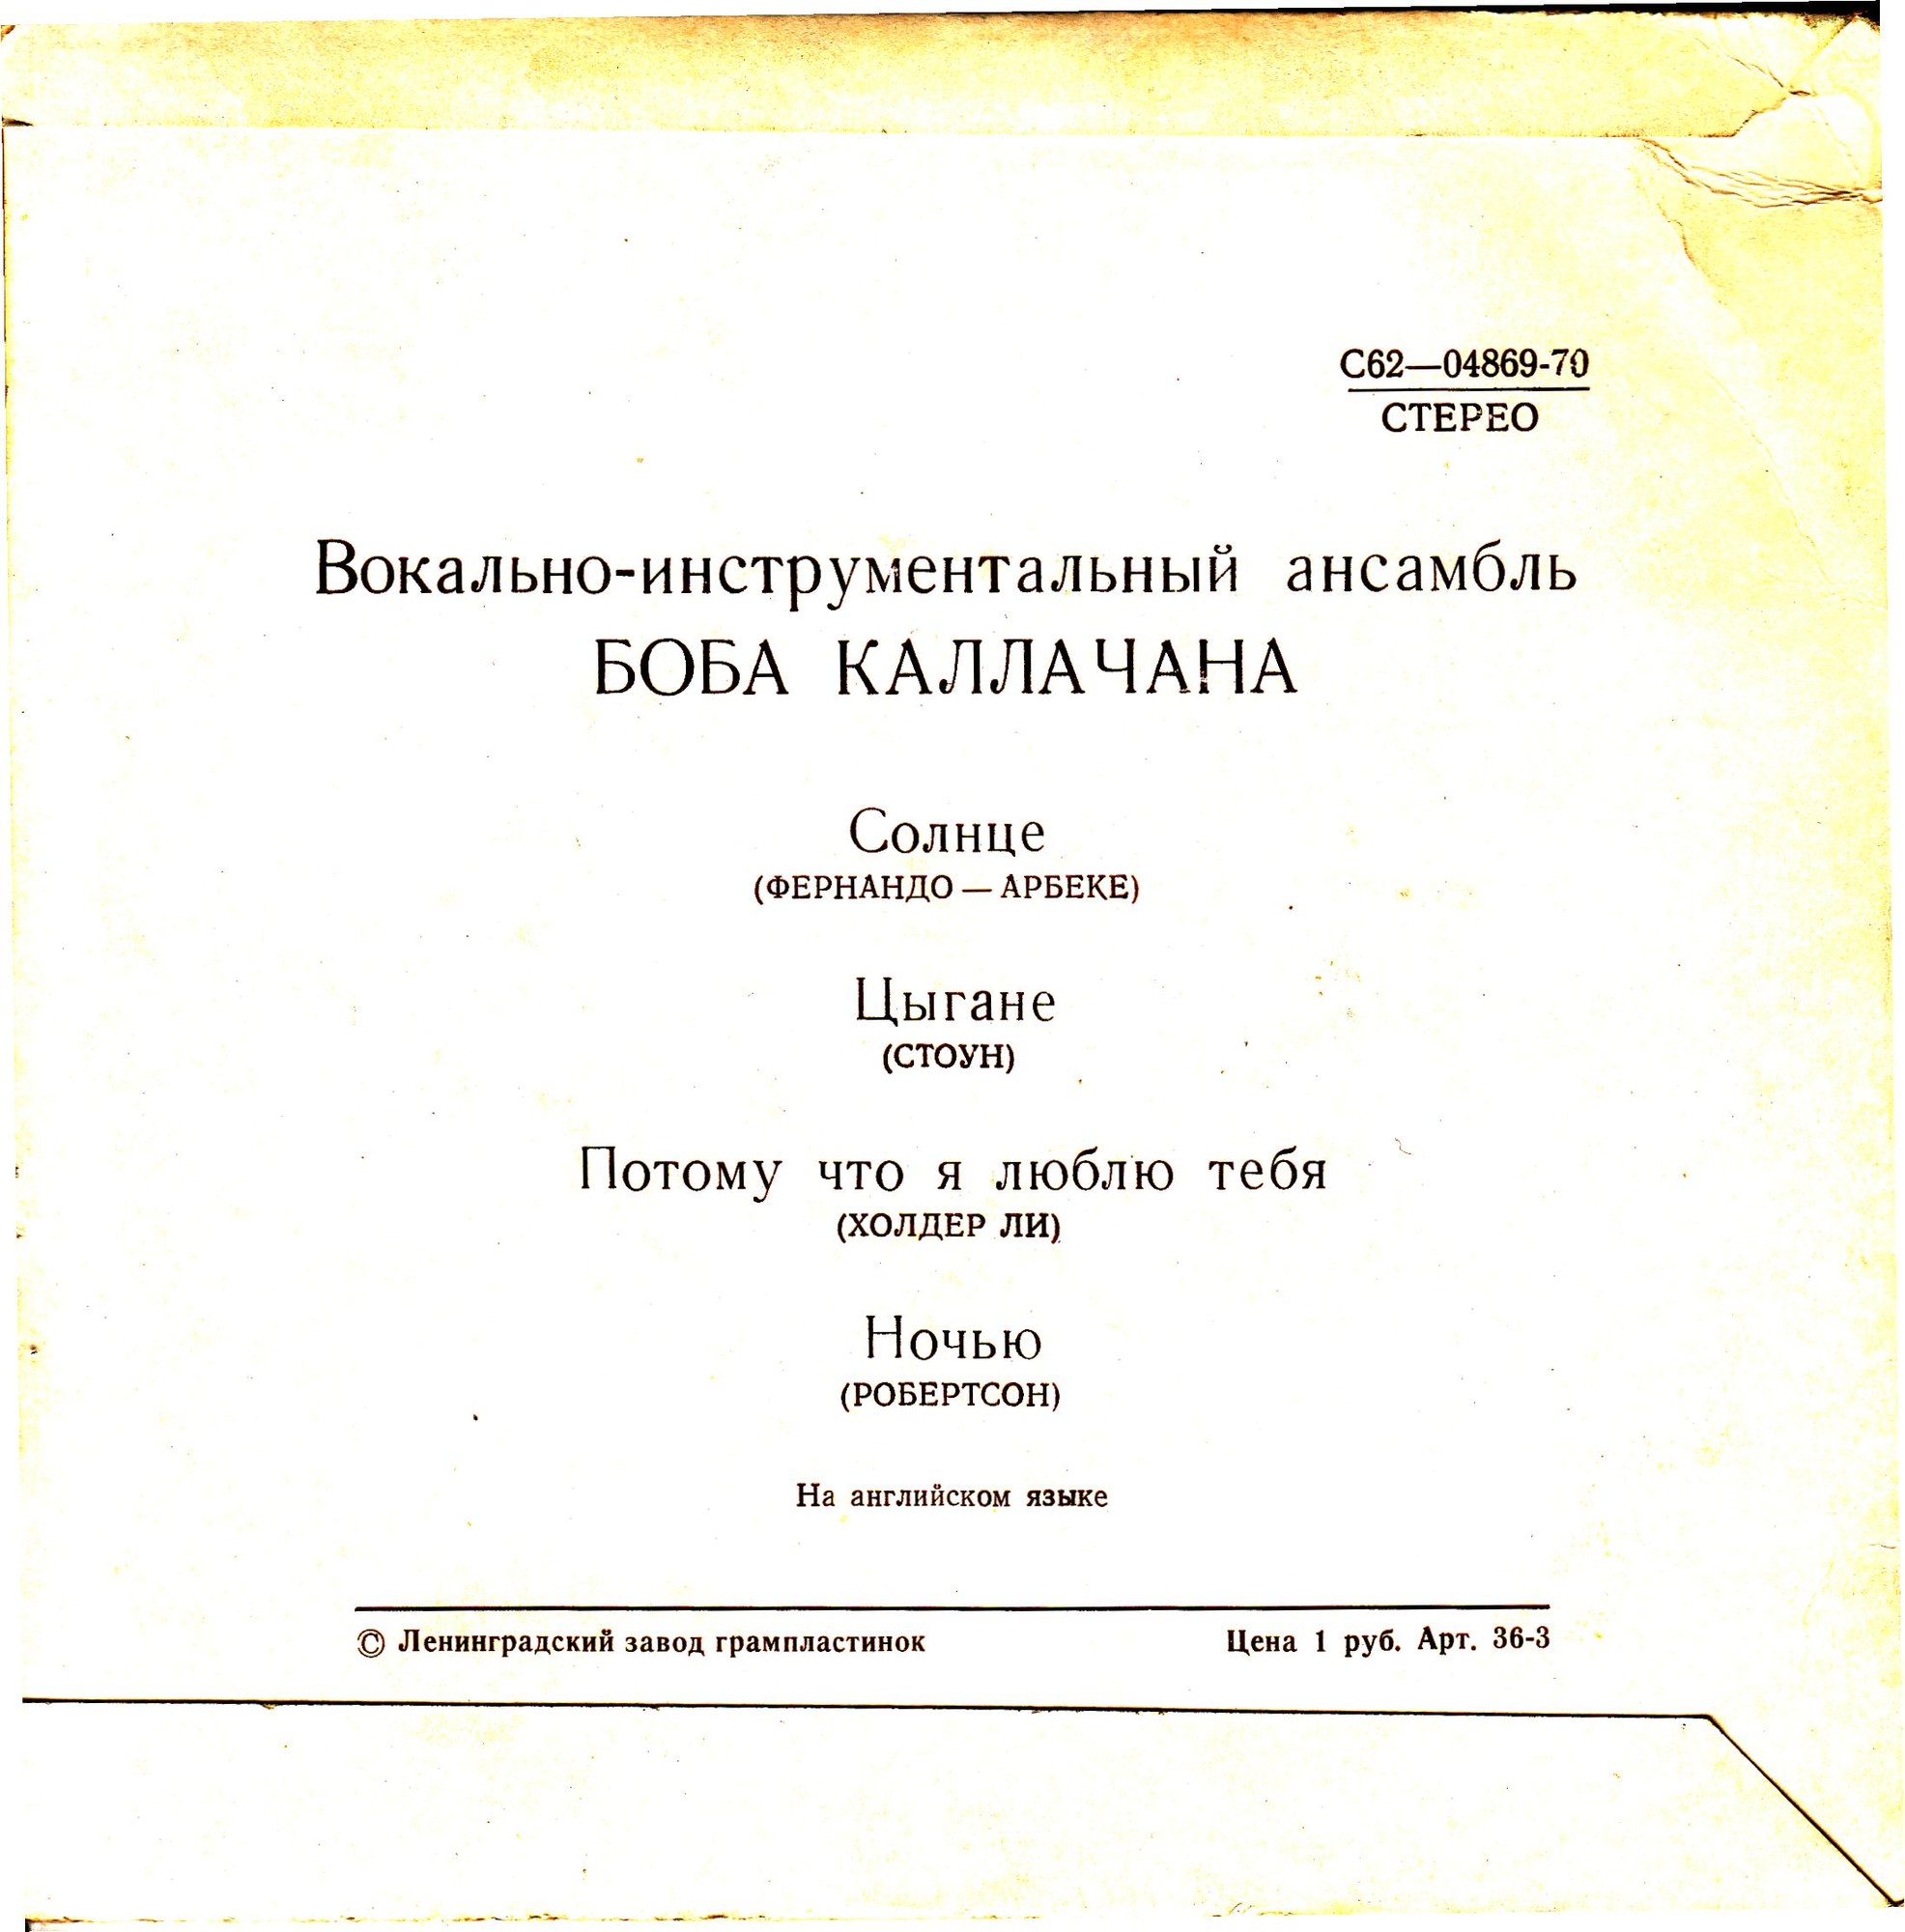 С62—04869-70
СТЕРЕО
Вокально-инструментальный ансамбль
БОБА КАЛЛАЧАНА
Солнце
(ФЕРНАНДО — АРБЕКЕ)
Цыгане
(СТОУН)
Потому что я люблю тебя
(ХОЛДЕР ЛИ)
Ночью
(РОБЕРТСОН)
На английском языке
© Ленинградский завод грампластинок Цена 1 руб. Арт. 36-3